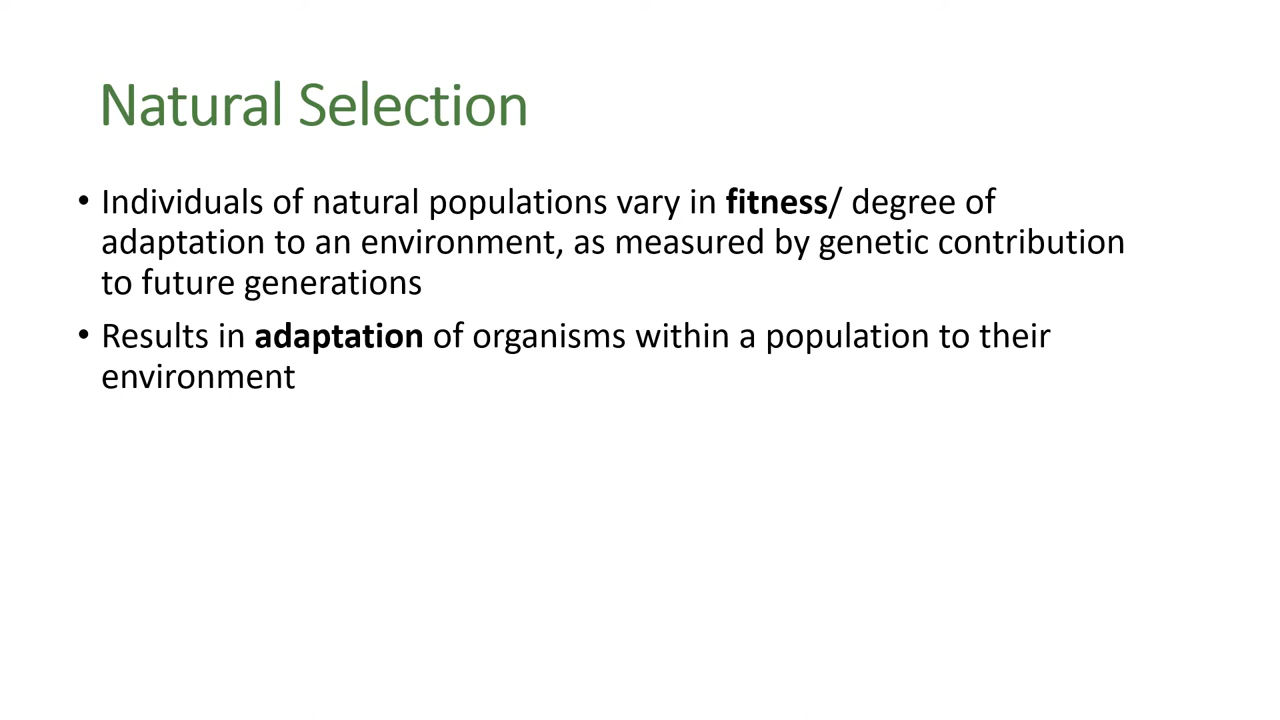 Natural Selection
• Individuals of natural populations vary in fitness/ degree of
adaptation to an environment, as measured by genetic contribution
to future generations
• Results in adaptation of organisms within a population to their
environment